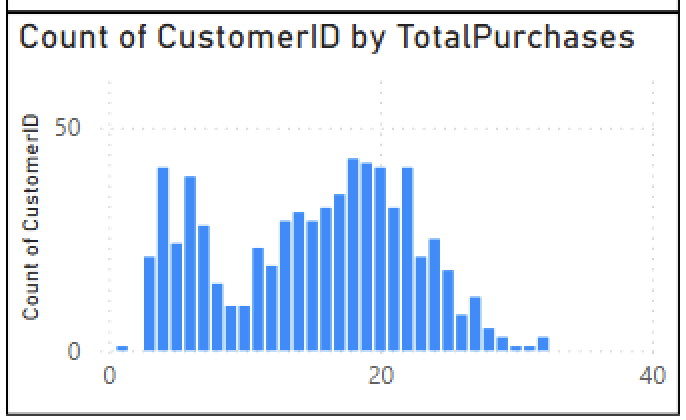 Count of CustomerID by TotalPurchases
Count of CustomerID
50
0
0 20 40